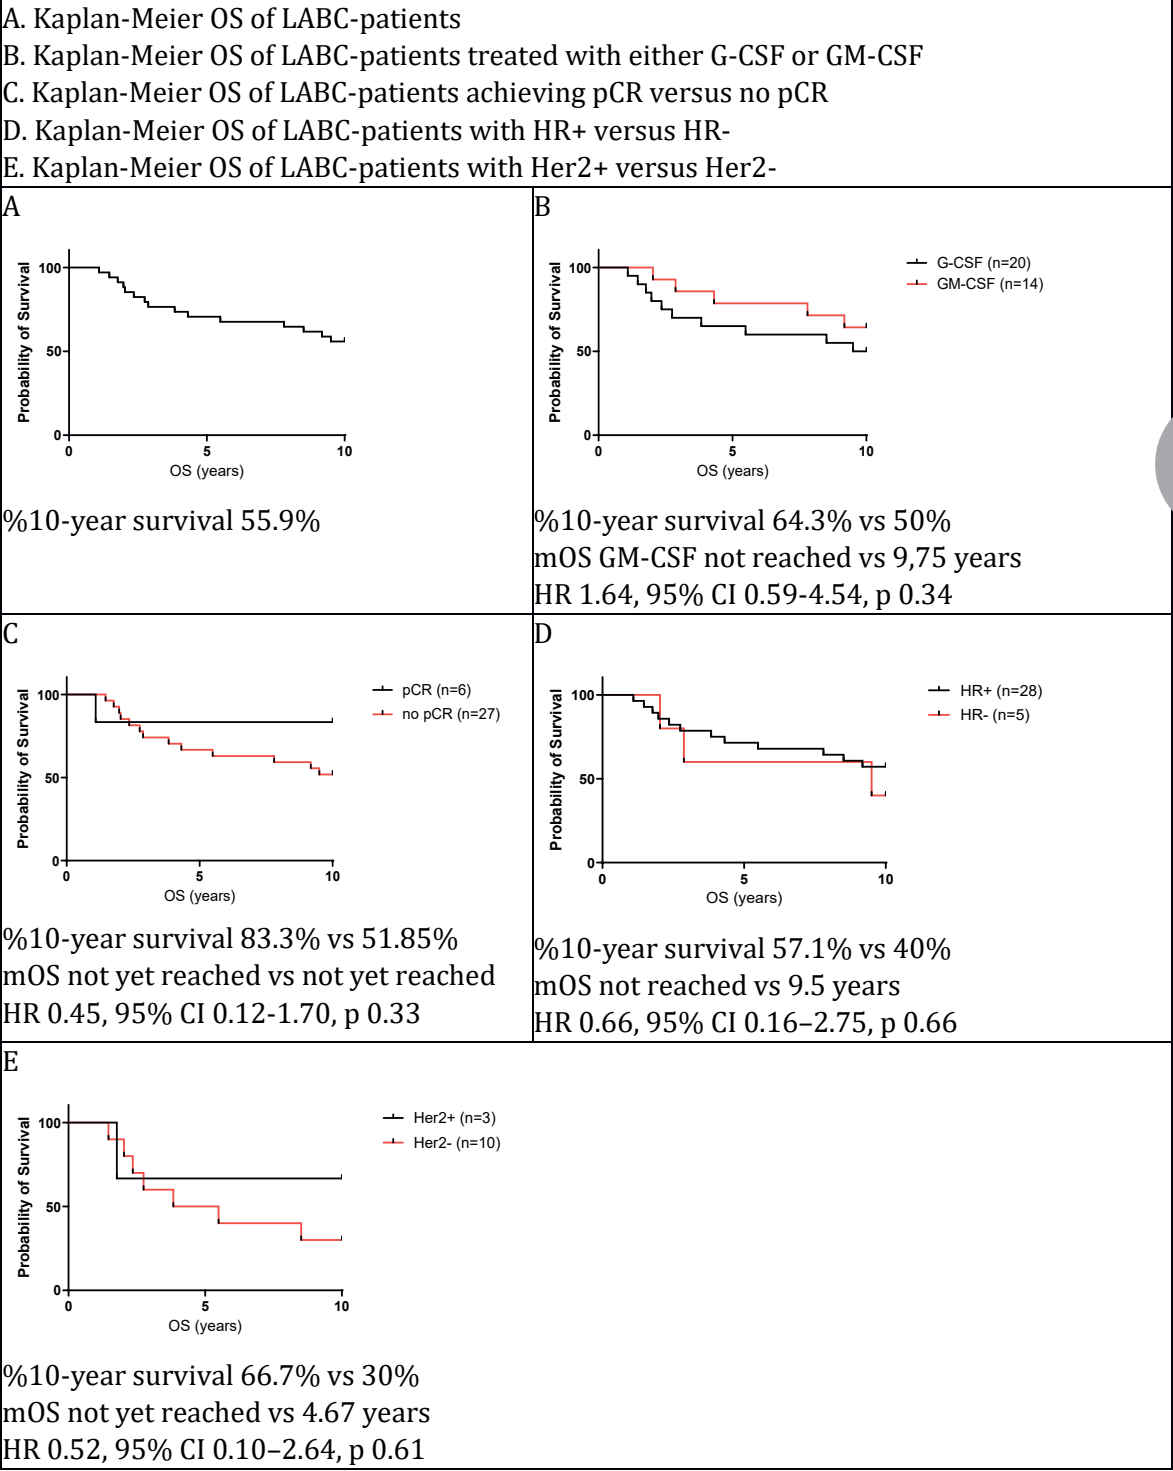 A. Kaplan-Meier OS of LABC-patients
B. Kaplan-Meier OS of LABC-patients treated with either G-CSF or GM-CSF
C. Kaplan-Meier OS of LABC-patients achieving pCR versus no pCR
D. Kaplan-Meier OS of LABC-patients with HR+ versus HR-
E. Kaplan-Meier OS of LABC-patients with Her2+ versus Her2-
A
Probability of Survival
100
50
0
0 5 10
OS (years)
%10-year survival 55.9%
B
Probability of Survival
100
50
0
0 5 10
OS (years)
G-CSF (n=20)
GM-CSF (n=14)
%10-year survival 64.3% vs 50%
mOS GM-CSF not reached vs 9,75 years
HR 1.64, 95% CI 0.59-4.54, p 0.34
C
Probability of Survival
100
50
0
0 5 10
OS (years)
pCR (n=6)
no pCR (n=27)
%10-year survival 83.3% vs 51.85%
mOS not yet reached vs not yet reached
HR 0.45, 95% CI 0.12-1.70, p 0.33
D
Probability of Survival
100
50
0
0 5 10
OS (years)
HR+ (n=28)
HR- (n=5)
%10-year survival 57.1% vs 40%
mOS not reached vs 9.5 years
HR 0.66, 95% CI 0.16–2.75, p 0.66
E
Probability of Survival
100
50
0
0 5 10
OS (years)
Her2+ (n=3)
Her2- (n=10)
%10-year survival 66.7% vs 30%
mOS not yet reached vs 4.67 years
HR 0.52, 95% CI 0.10–2.64, p 0.61